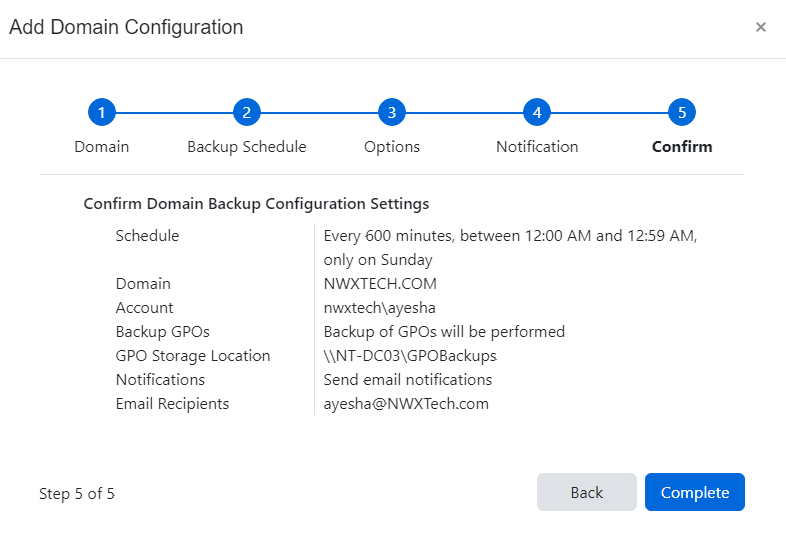 Add Domain Configuration ×
1 2 3 4 5
Domain Backup Schedule Options Notification Confirm
Confirm Domain Backup Configuration Settings
Schedule Every 600 minutes, between 12:00 AM and 12:59 AM,
only on Sunday
Domain NWXTECH.COM
Account nwxtech\ayesha
Backup GPOs Backup of GPOs will be performed
GPO Storage Location \\NT-DC03\GPOBackups
Notifications Send email notifications
Email Recipients ayesha@NWXTech.com
Step 5 of 5 Back Complete